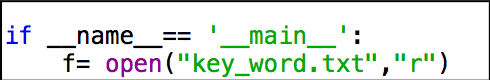 if __name__== '__main__':
    f= open("key_word.txt","r")